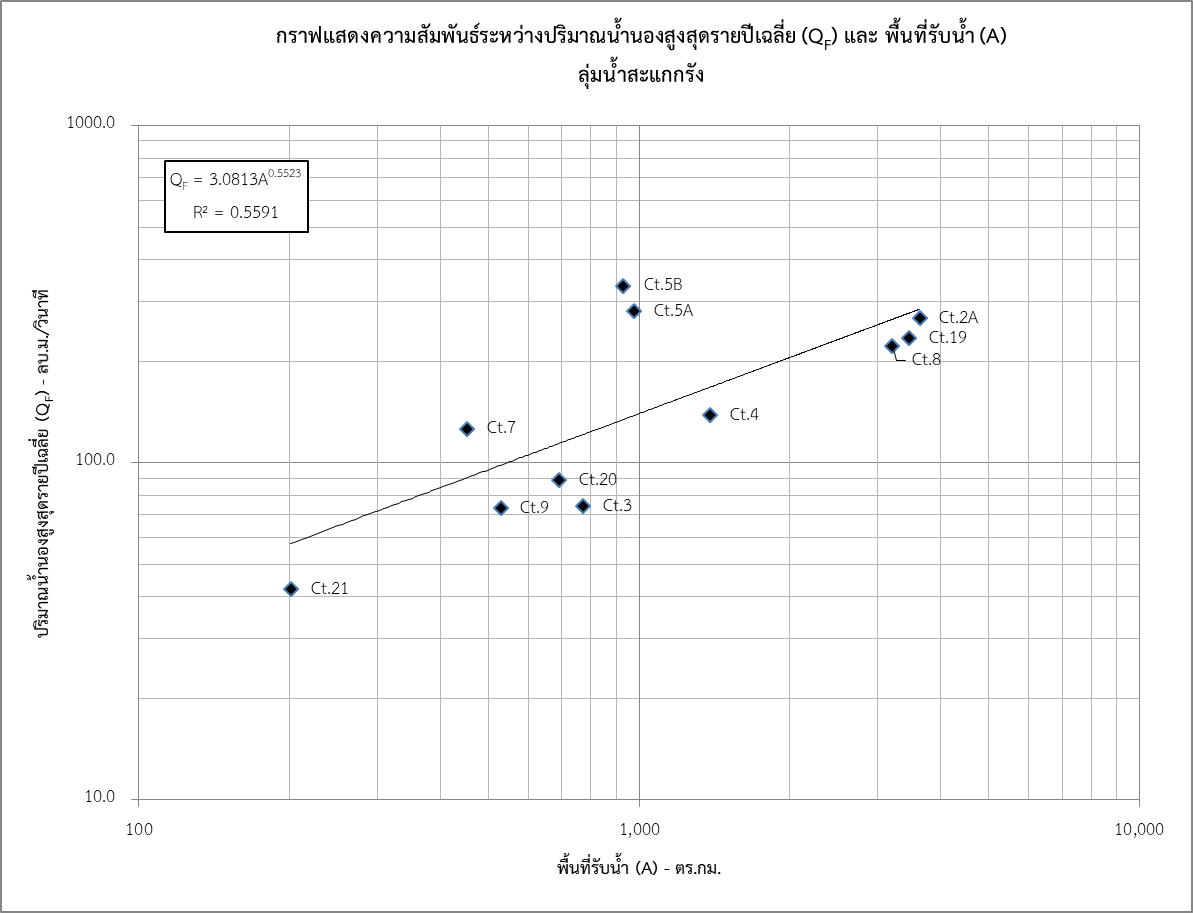 กราฟแสดงความสัมพันธ์ระหว่างปริมาณน้ำนองสูงสุดรายปีเฉลี่ย (QF) และ พื้นที่รับน้ำ (A)
ลุ่มน้ำสะแกกรัง
1000.0
QF = 3.0813A^0.5523
R² = 0.5591
Ct.5B
Ct.5A
Ct.2A
Ct.19
Ct.8
Ct.4
Ct.7
100.0
Ct.20
Ct.9
Ct.3
Ct.21
10.0
100
1,000
10,000
พื้นที่รับน้ำ (A) - ตร.กม.
ปริมาณน้ำนองสูงสุดรายปีเฉลี่ย (QF) - ลบ.ม./วินาที